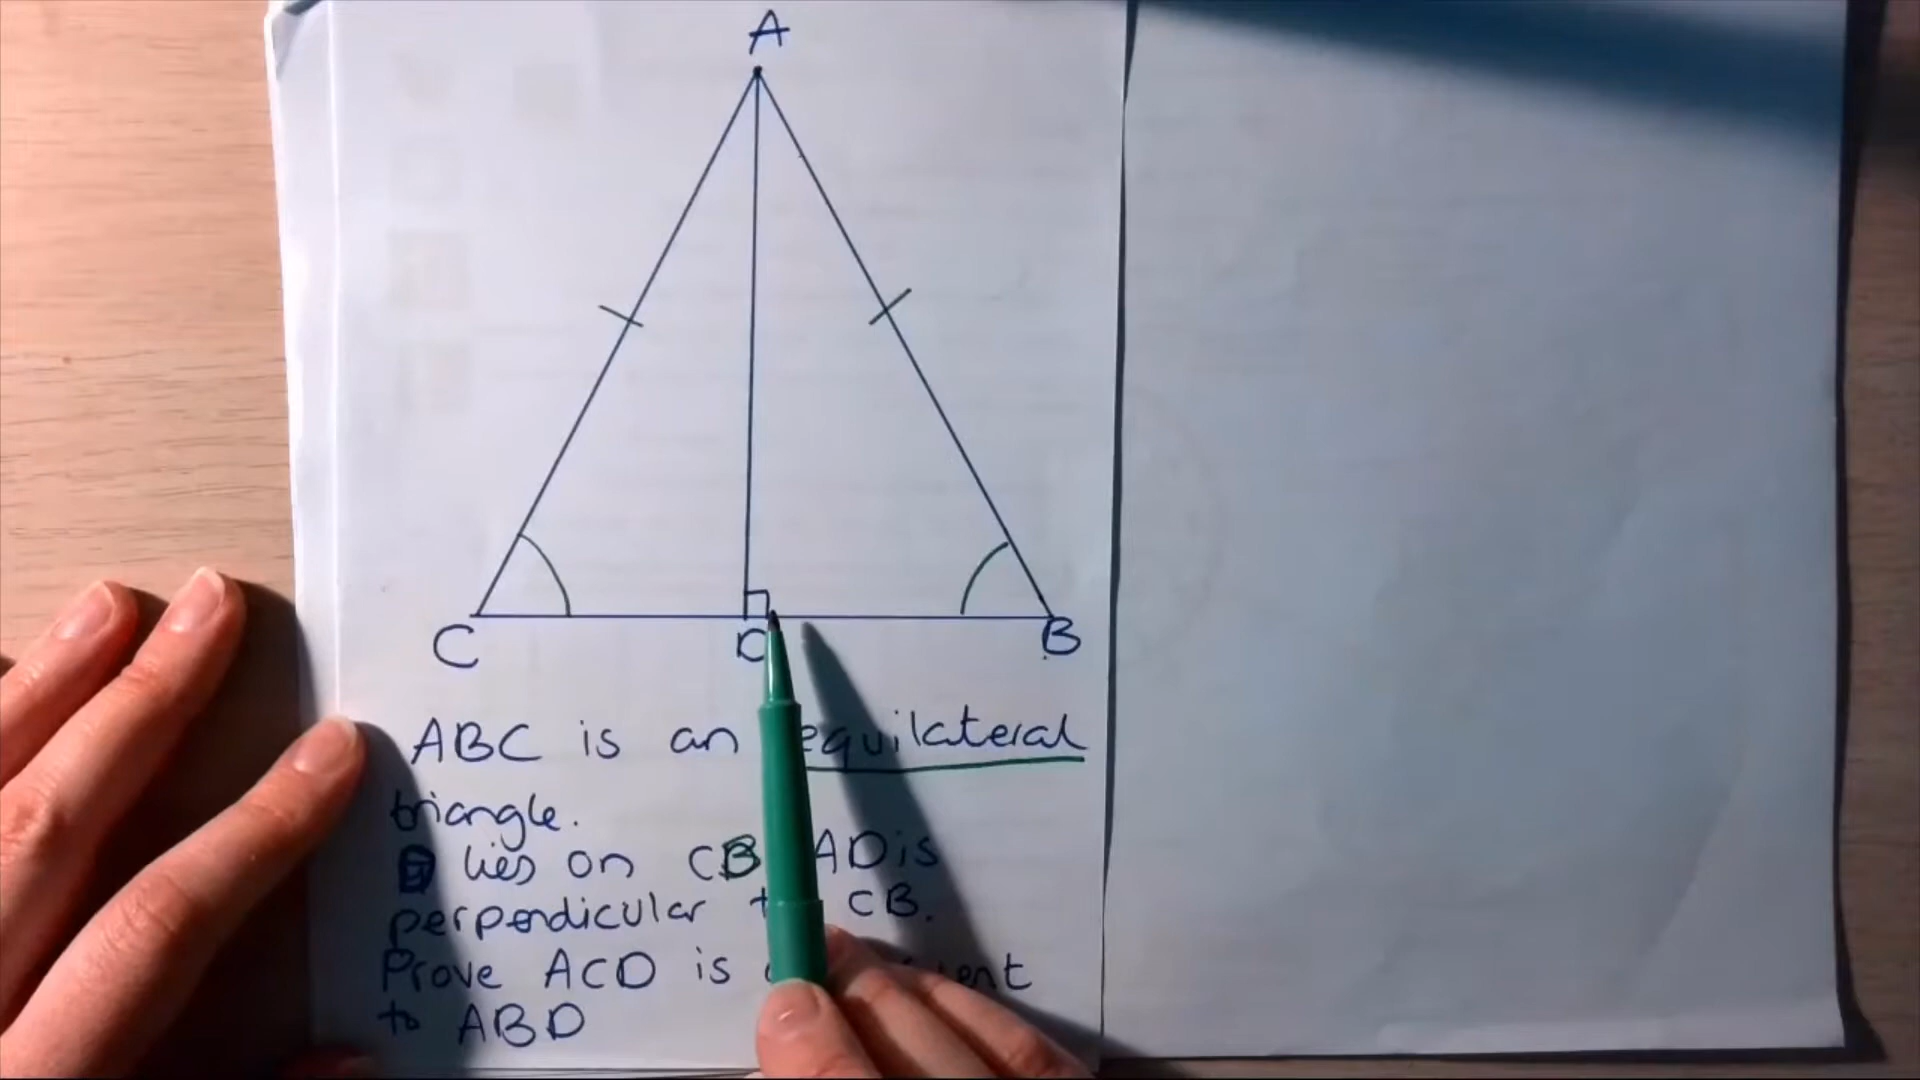 A
C D B
ABC is an equilateral
triangle.
D lies on CB AD is
perpendicular CB.
Prove ACD is
to ABD